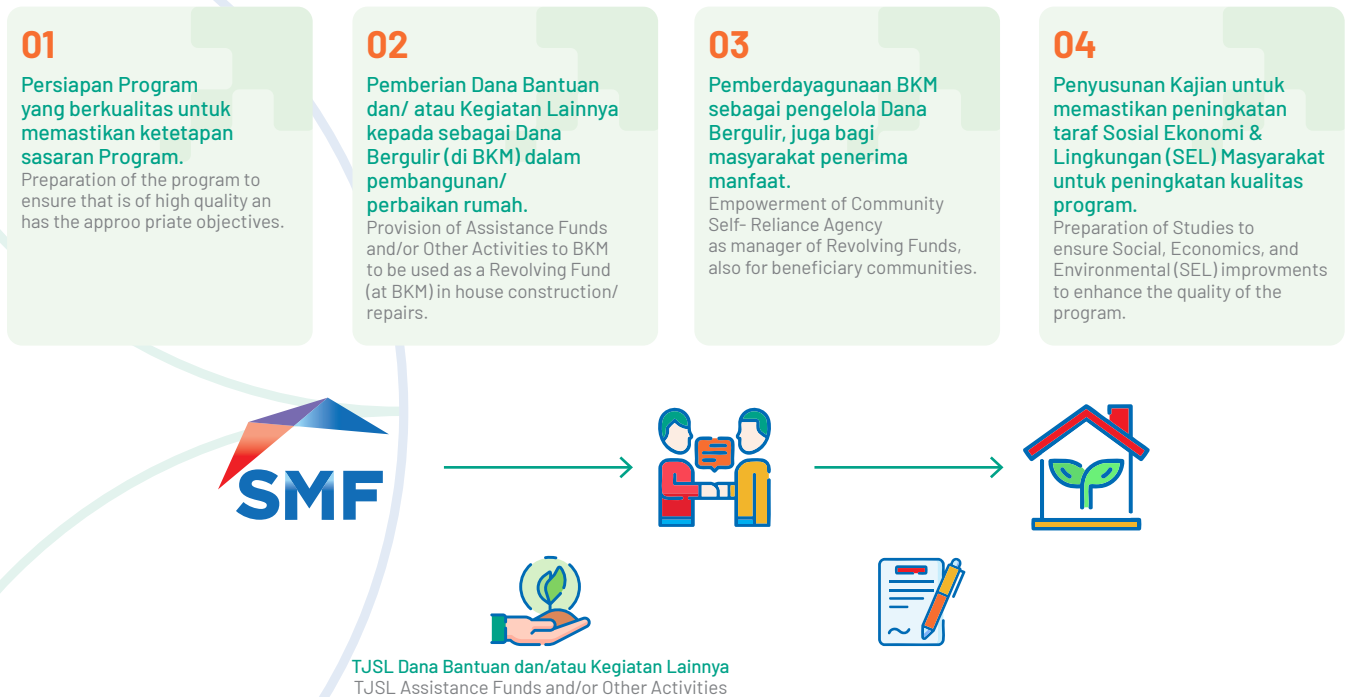 01
Persiapan Program
yang berkualitas untuk
memastikan ketetapan
sasaran Program.
Preparation of the program to
ensure that is of high quality an
has the approo priate objectives.
02
Pemberian Dana Bantuan
dan/ atau Kegiatan Lainnya
kepada sebagai Dana
Bergulir (di BKM) dalam
pembangunan/
perbaikan rumah.
Provision of Assistance Funds
and/or Other Activities to BKM
to be used as a Revolving Fund
(at BKM) in house construction/
repairs.
03
Pemberdayagunaan BKM
sebagai pengelola Dana
Bergulir, juga bagi
masyarakat penerima
manfaat.
Empowerment of Community
Self- Reliance Agency
as manager of Revolving Funds,
also for beneficiary communities.
04
Penyusunan Kajian untuk
memastikan peningkatan
taraf Sosial Ekonomi &
Lingkungan (SEL) Masyarakat
untuk peningkatan kualitas
program.
Preparation of Studies to
ensure Social, Economics, and
Environmental (SEL) improvments
to enhance the quality of the
program.
SMF
TJSL Dana Bantuan dan/atau Kegiatan Lainnya
TJSL Assistance Funds and/or Other Activities